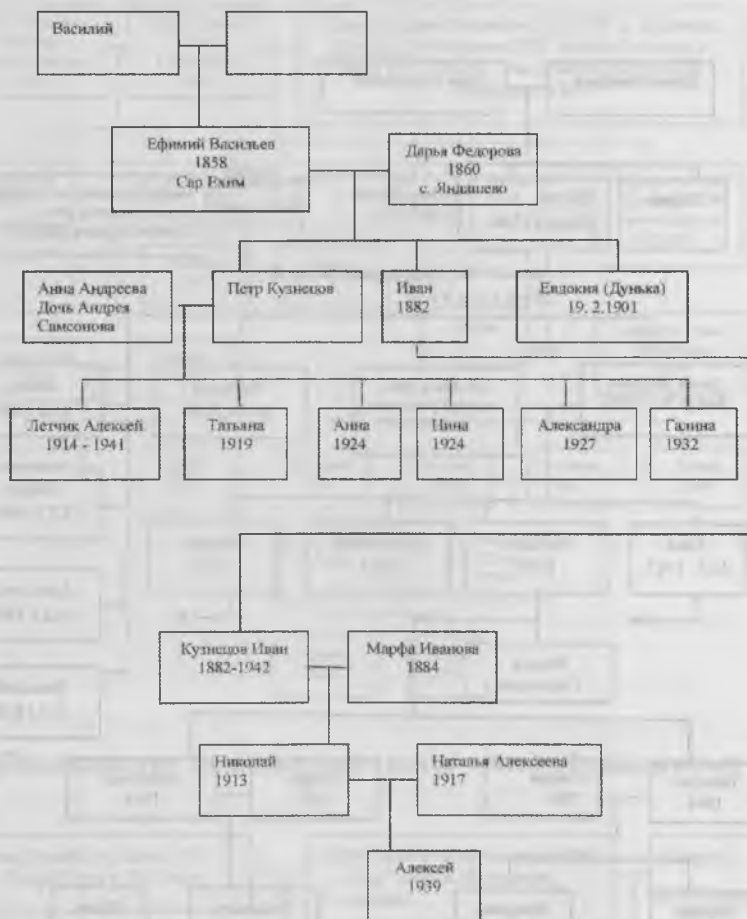 Василий
Ефимий Васильев
1858
Сар Ехим
Дарья Федорова
1860
с. Яндашево
Анна Андреева
Дочь Андрея
Самсонова
Петр Кузнецов
Иван
1882
Евдокия (Дунька)
19. 2.1901
Летчик Алексей
1914 - 1941
Татьяна
1919
Анна
1924
Нина
1924
Александра
1927
Галина
1932
Кузнецов Иван
1882-1942
Марфа Иванова
1884
Николай
1913
Наталья Алексеева
1917
Алексей
1939